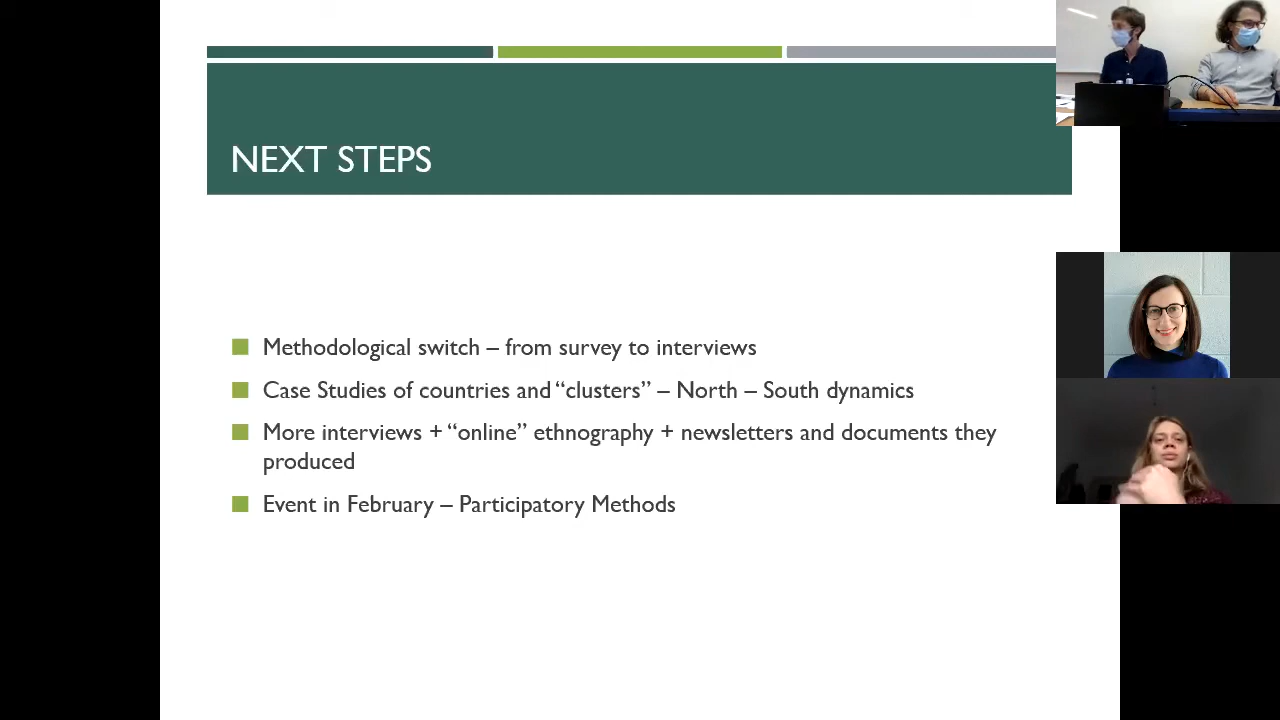 NEXT STEPS
Methodological switch – from survey to interviews
Case Studies of countries and “clusters” – North – South dynamics
More interviews + “online” ethnography + newsletters and documents they
produced
Event in February – Participatory Methods